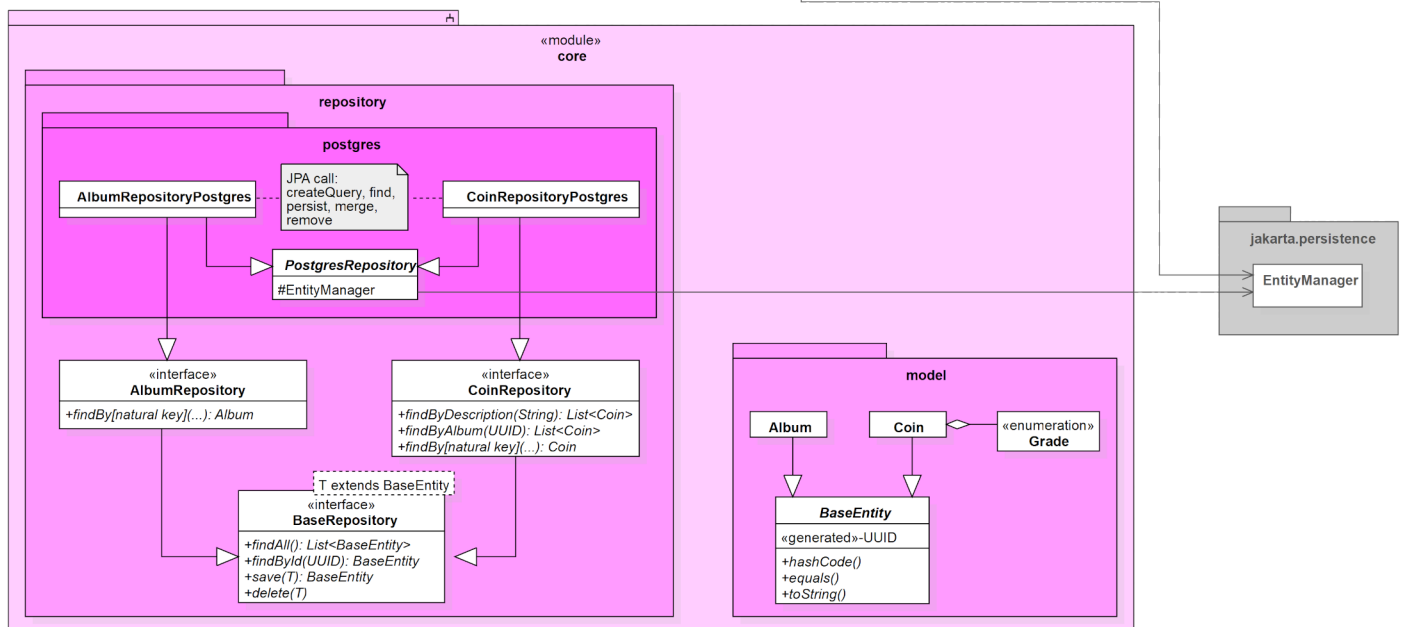 «module»
core
repository
postgres
AlbumRepositoryPostgres
JPA call:
createQuery, find,
persist, merge,
remove
CoinRepositoryPostgres
PostgresRepository
#EntityManager
«interface»
AlbumRepository
+findBy[natural key](...): Album
«interface»
CoinRepository
+findByDescription(String): List<Coin>
+findByAlbum(UUID): List<Coin>
+findBy[natural key](...): Coin
T extends BaseEntity
«interface»
BaseRepository
+findAll(): List<BaseEntity>
+findById(UUID): BaseEntity
+save(T): BaseEntity
+delete(T)
model
Album
Coin
«enumeration»
Grade
BaseEntity
«generated»-UUID
+hashCode()
+equals()
+toString()
jakarta.persistence
EntityManager